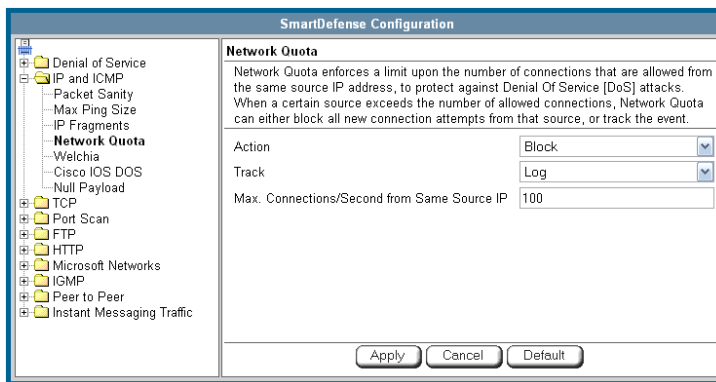 SmartDefense Configuration
Denial of Service
IP and ICMP
Packet Sanity
Max Ping Size
IP Fragments
Network Quota
Welchia
Cisco IOS DOS
Null Payload
TCP
Port Scan
FTP
HTTP
Microsoft Networks
IGMP
Peer to Peer
Instant Messaging Traffic
Network Quota
Network Quota enforces a limit upon the number of connections that are allowed from
the same source IP address, to protect against Denial Of Service [DoS] attacks.
When a certain source exceeds the number of allowed connections, Network Quota
can either block all new connection attempts from that source, or track the event.
Action Block
Track Log
Max. Connections/Second from Same Source IP 100
Apply Cancel Default